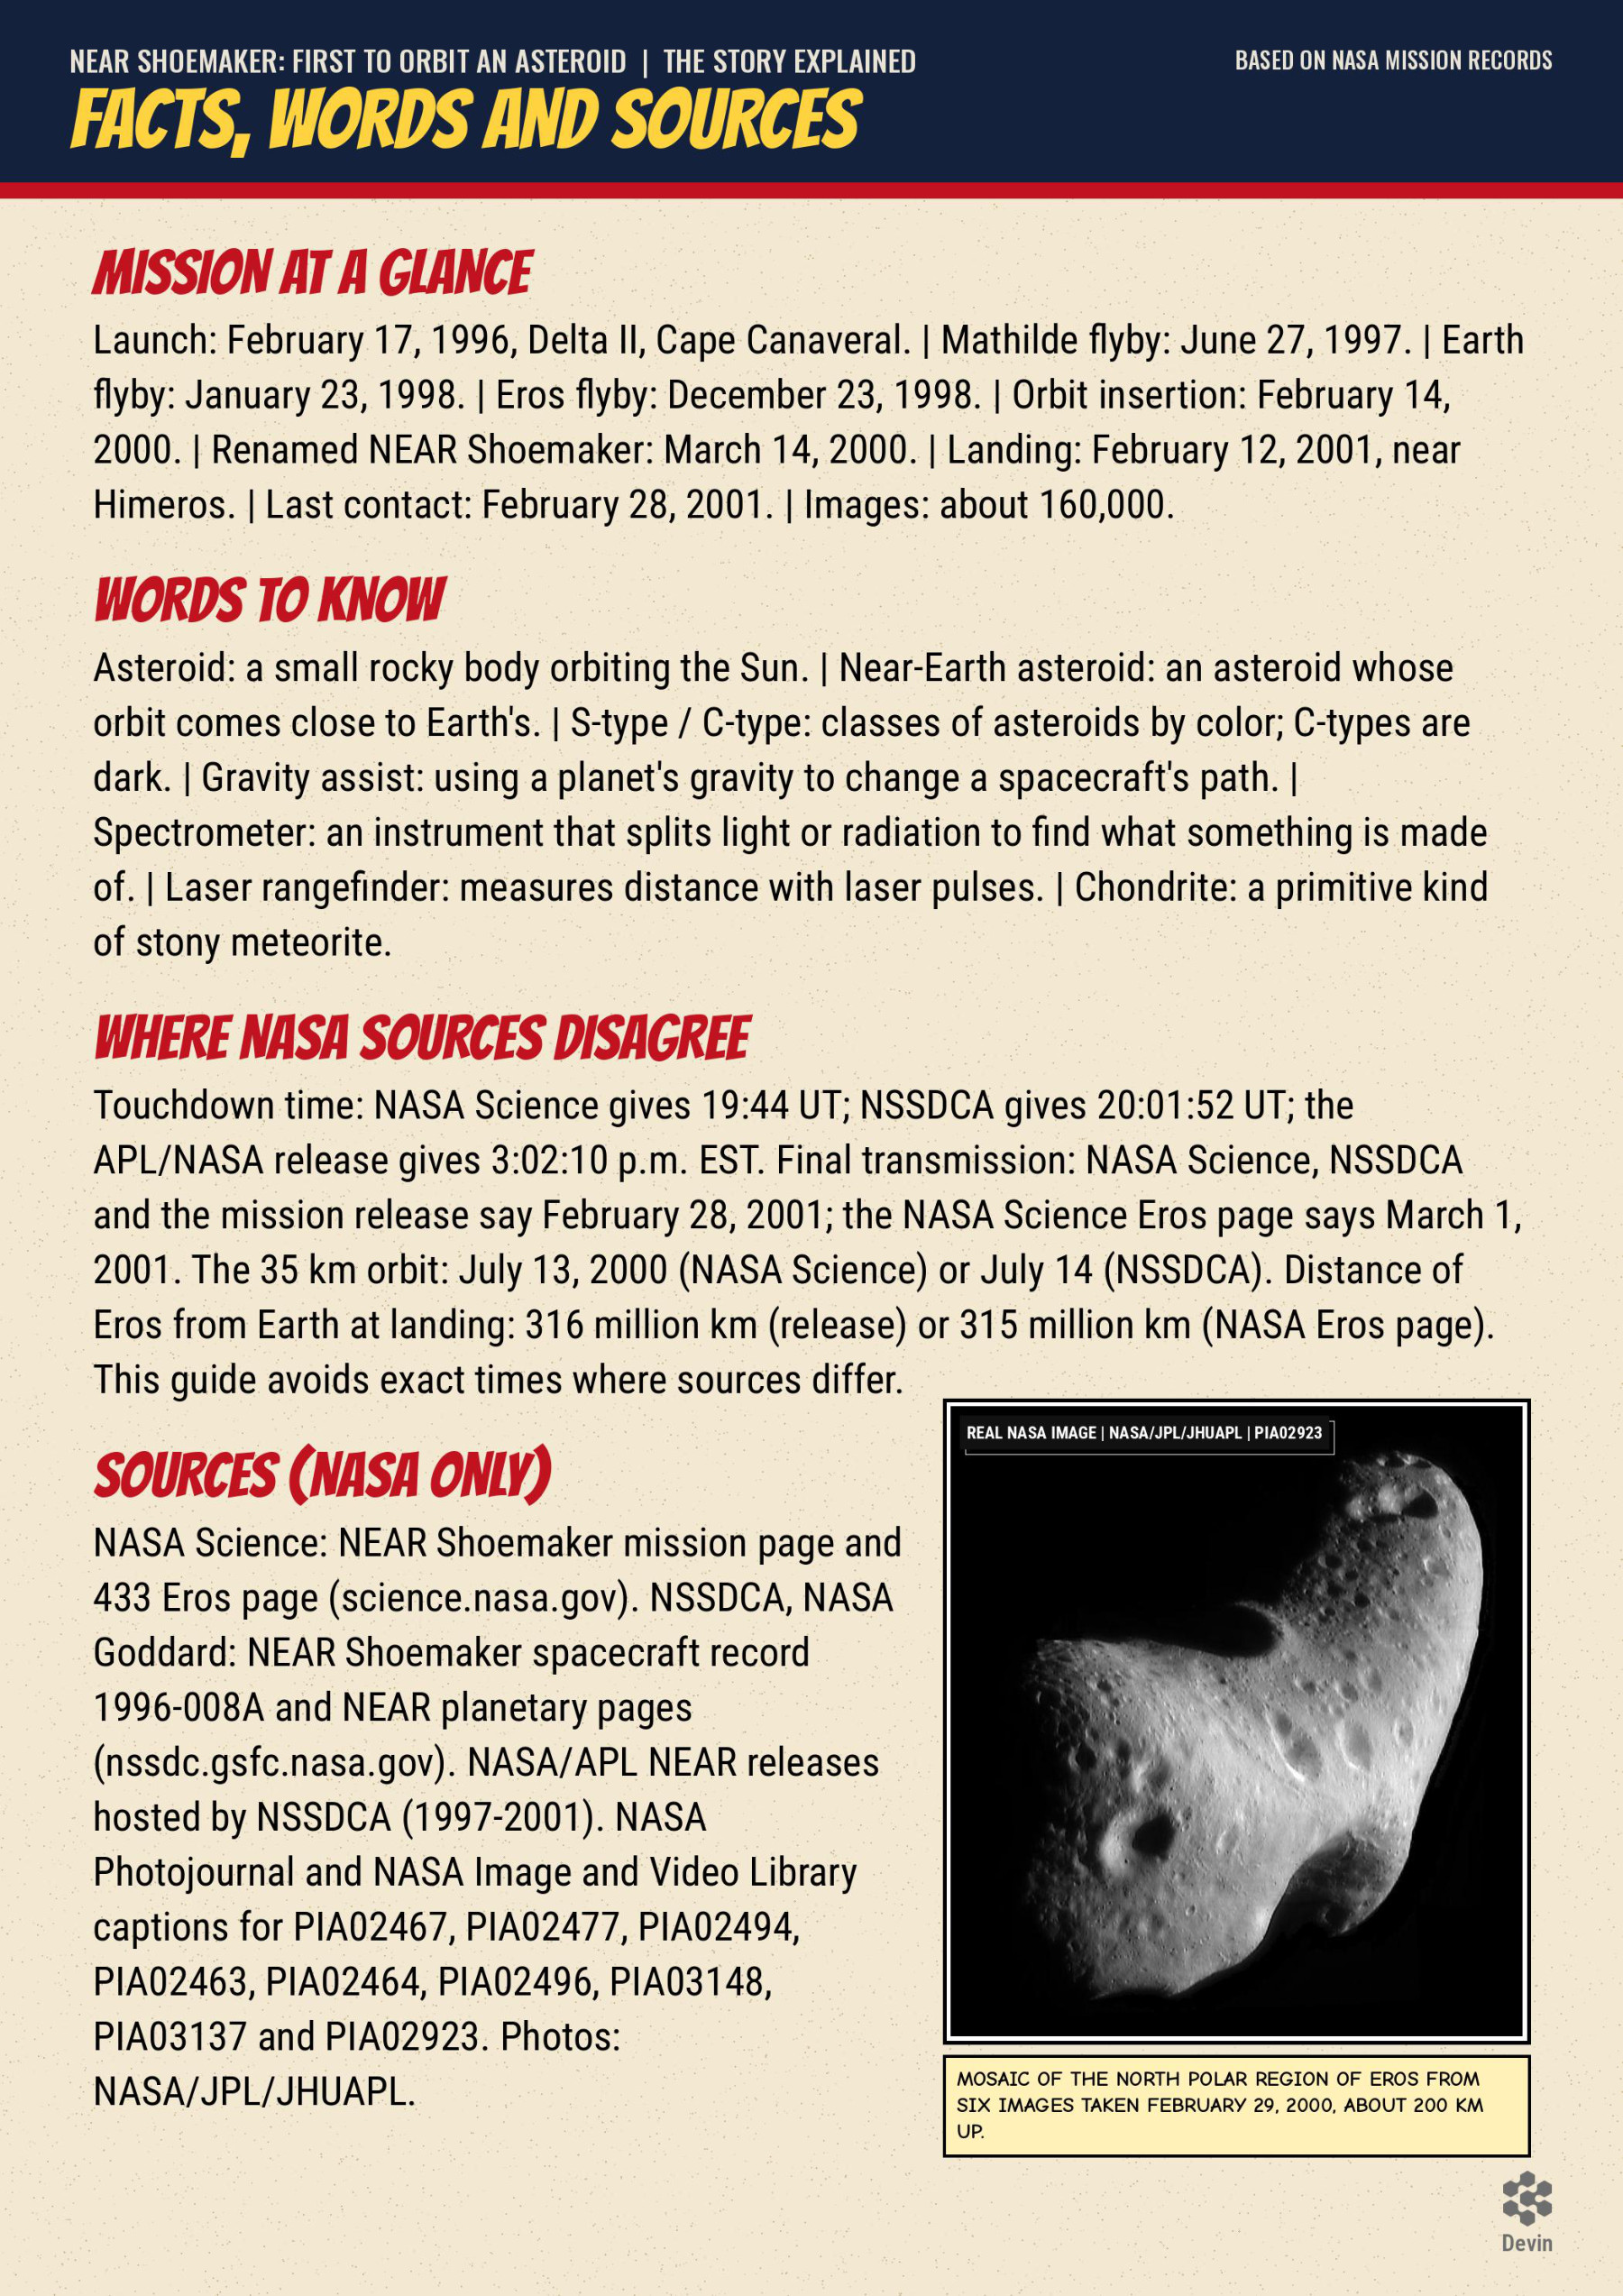 NEAR SHOEMAKER: FIRST TO ORBIT AN ASTEROID | THE STORY EXPLAINED
BASED ON NASA MISSION RECORDS
FACTS, WORDS AND SOURCES
MISSION AT A GLANCE
Launch: February 17, 1996, Delta II, Cape Canaveral. | Mathilde flyby: June 27, 1997. | Earth
flyby: January 23, 1998. | Eros flyby: December 23, 1998. | Orbit insertion: February 14,
2000. | Renamed NEAR Shoemaker: March 14, 2000. | Landing: February 12, 2001, near
Himeros. | Last contact: February 28, 2001. | Images: about 160,000.
WORDS TO KNOW
Asteroid: a small rocky body orbiting the Sun. | Near-Earth asteroid: an asteroid whose
orbit comes close to Earth's. | S-type / C-type: classes of asteroids by color; C-types are
dark. | Gravity assist: using a planet's gravity to change a spacecraft's path. |
Spectrometer: an instrument that splits light or radiation to find what something is made
of. | Laser rangefinder: measures distance with laser pulses. | Chondrite: a primitive kind
of stony meteorite.
WHERE NASA SOURCES DISAGREE
Touchdown time: NASA Science gives 19:44 UT; NSSDCA gives 20:01:52 UT; the
APL/NASA release gives 3:02:10 p.m. EST. Final transmission: NASA Science, NSSDCA
and the mission release say February 28, 2001; the NASA Science Eros page says March 1,
2001. The 35 km orbit: July 13, 2000 (NASA Science) or July 14 (NSSDCA). Distance of
Eros from Earth at landing: 316 million km (release) or 315 million km (NASA Eros page).
This guide avoids exact times where sources differ.
SOURCES (NASA ONLY)
NASA Science: NEAR Shoemaker mission page and
433 Eros page (science.nasa.gov). NSSDCA, NASA
Goddard: NEAR Shoemaker spacecraft record
1996-008A and NEAR planetary pages
(nssdc.gsfc.nasa.gov). NASA/APL NEAR releases
hosted by NSSDCA (1997-2001). NASA
Photojournal and NASA Image and Video Library
captions for PIA02467, PIA02477, PIA02494,
PIA02463, PIA02464, PIA02496, PIA03148,
PIA03137 and PIA02923. Photos:
NASA/JPL/JHUAPL.
REAL NASA IMAGE | NASA/JPL/JHUAPL | PIA02923
MOSAIC OF THE NORTH POLAR REGION OF EROS FROM
SIX IMAGES TAKEN FEBRUARY 29, 2000, ABOUT 200 KM
UP.
Devin